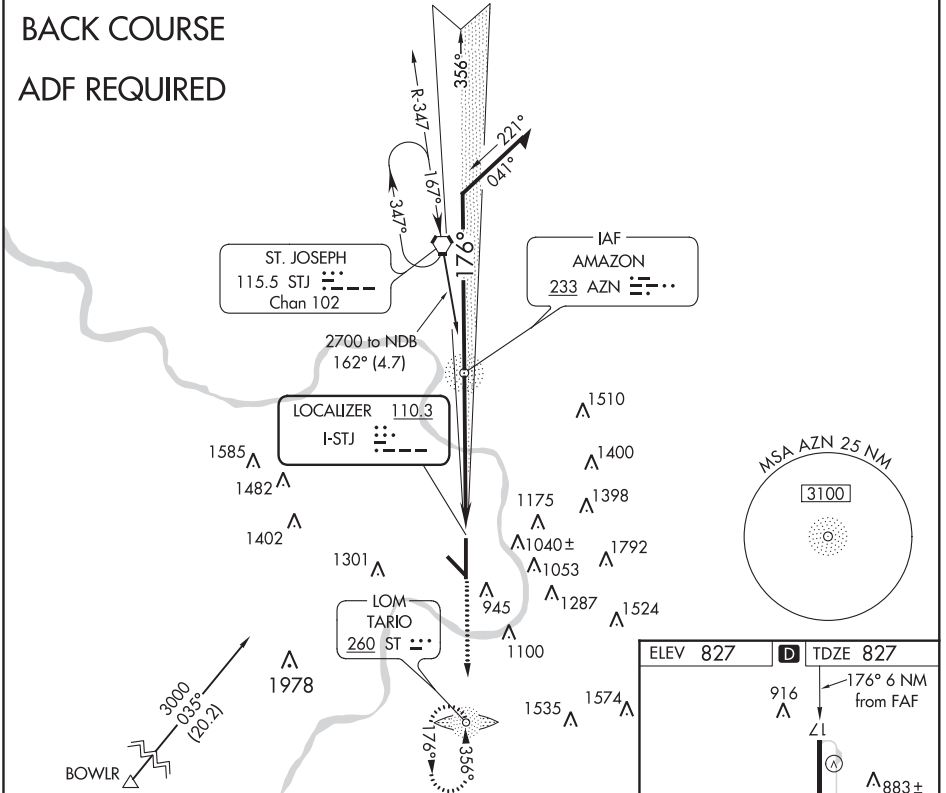 BACK COURSE
ADF REQUIRED
356°
R-347
221°
041°
167°
347°
176°
ST. JOSEPH
115.5 STJ
Chan 102
IAF
AMAZON
233 AZN
2700 to NDB
162° (4.7)
LOCALIZER 110.3
I-STJ
1510
1585
1400
1482
1175
1398
1402
1040±
1792
1301
1053
945
1287
1524
1100
MSA AZN 25 NM
3100
LOM
TARIO
260 ST
1978
3000
035°
(20.2)
BOWLR
1535
1574
176°
356°
ELEV 827
D
TDZE 827
176° 6 NM
from FAF
916
17
V
883±